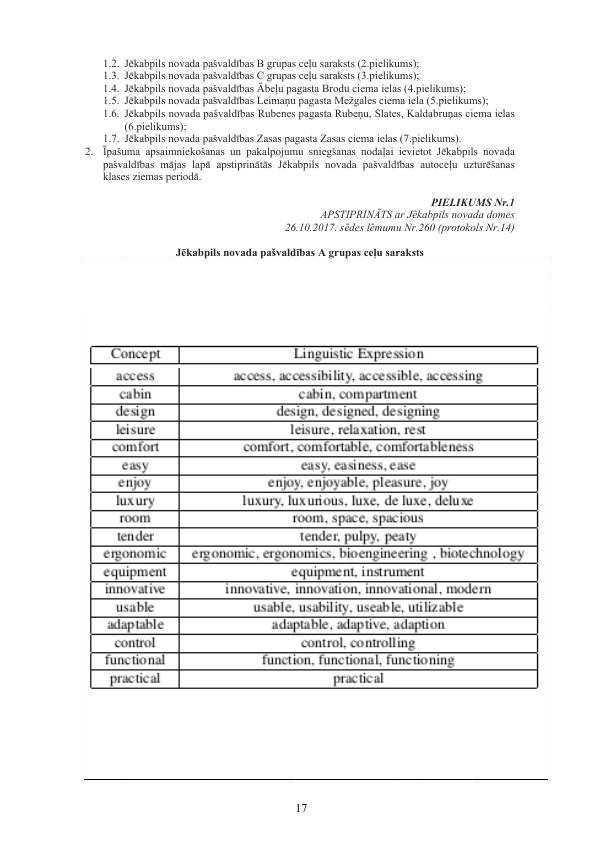 1.2. Jēkabpils novada pašvaldības B grupas ceļu saraksts (2.pielikums);
1.3. Jēkabpils novada pašvaldības C grupas ceļu saraksts (3.pielikums);
1.4. Jēkabpils novada pašvaldības Ābeļu pagasta Brodu ciema ielas (4.pielikums);
1.5. Jēkabpils novada pašvaldības Leimaņu pagasta Mežgales ciema iela (5.pielikums);
1.6. Jēkabpils novada pašvaldības Rubenes pagasta Rubeņu, Slates, Kaldabruņas ciema ielas
(6.pielikums);
1.7. Jēkabpils novada pašvaldības Zasas pagasta Zasas ciema ielas (7.pielikums).
2. Īpašuma apsaimniekošanas un pakalpojumu sniegšanas nodaļai ievietot Jēkabpils novada
pašvaldības mājas lapā apstiprinātās Jēkabpils novada pašvaldības autoceļu uzturēšanas
klases ziemas periodā.
PIELIKUMS Nr.1
APSTIPRINĀTS ar Jēkabpils novada domes
26.10.2017. sēdes lēmumu Nr.260 (protokols Nr.14)
Jēkabpils novada pašvaldības A grupas ceļu saraksts
Concept Linguistic Expression
access access, accessibility, accessible, accessing
cabin cabin, compartment
design design, designed, designing
leisure leisure, relaxation, rest
comfort comfort, comfortable, comfortableness
easy easy, easiness, ease
enjoy enjoy, enjoyable, pleasure, joy
luxury luxury, luxurious, luxe, de luxe, deluxe
room room, space, spacious
tender tender, pulpy, peaty
ergonomic ergonomic, ergonomics, bioengineering , biotechnology
equipment equipment, instrument
innovative innovative, innovation, innovational, modern
usable usable, usability, useable, utilizable
adaptable adaptable, adaptive, adaption
control control, controlling
functional function, functional, functioning
practical practical
17